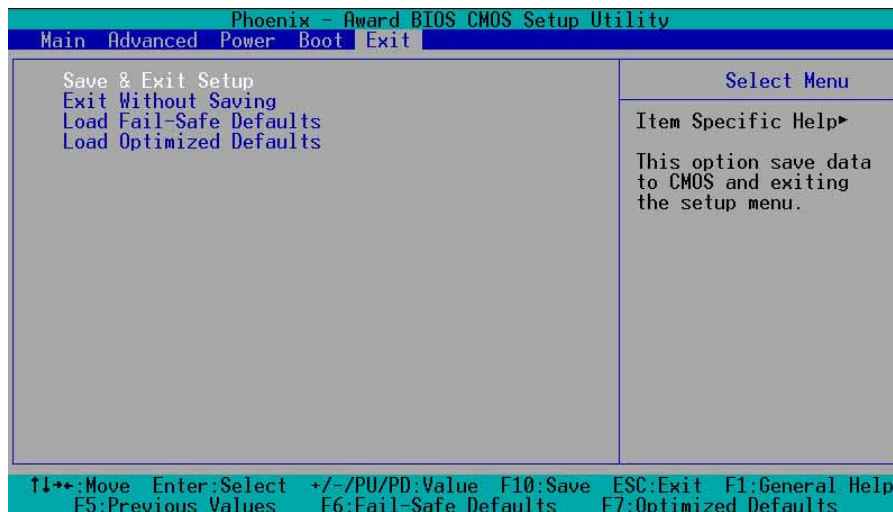 Phoenix - Award BIOS CMOS Setup Utility
Main Advanced Power Boot Exit
Save & Exit Setup
Exit Without Saving
Load Fail-Safe Defaults
Load Optimized Defaults
Select Menu
Item Specific Help►
This option save data
to CMOS and exiting
the setup menu.
↑↓→←:Move Enter:Select +/-/PU/PD:Value F10:Save ESC:Exit F1:General Help
F5:Previous Values F6:Fail-Safe Defaults F7:Optimized Defaults